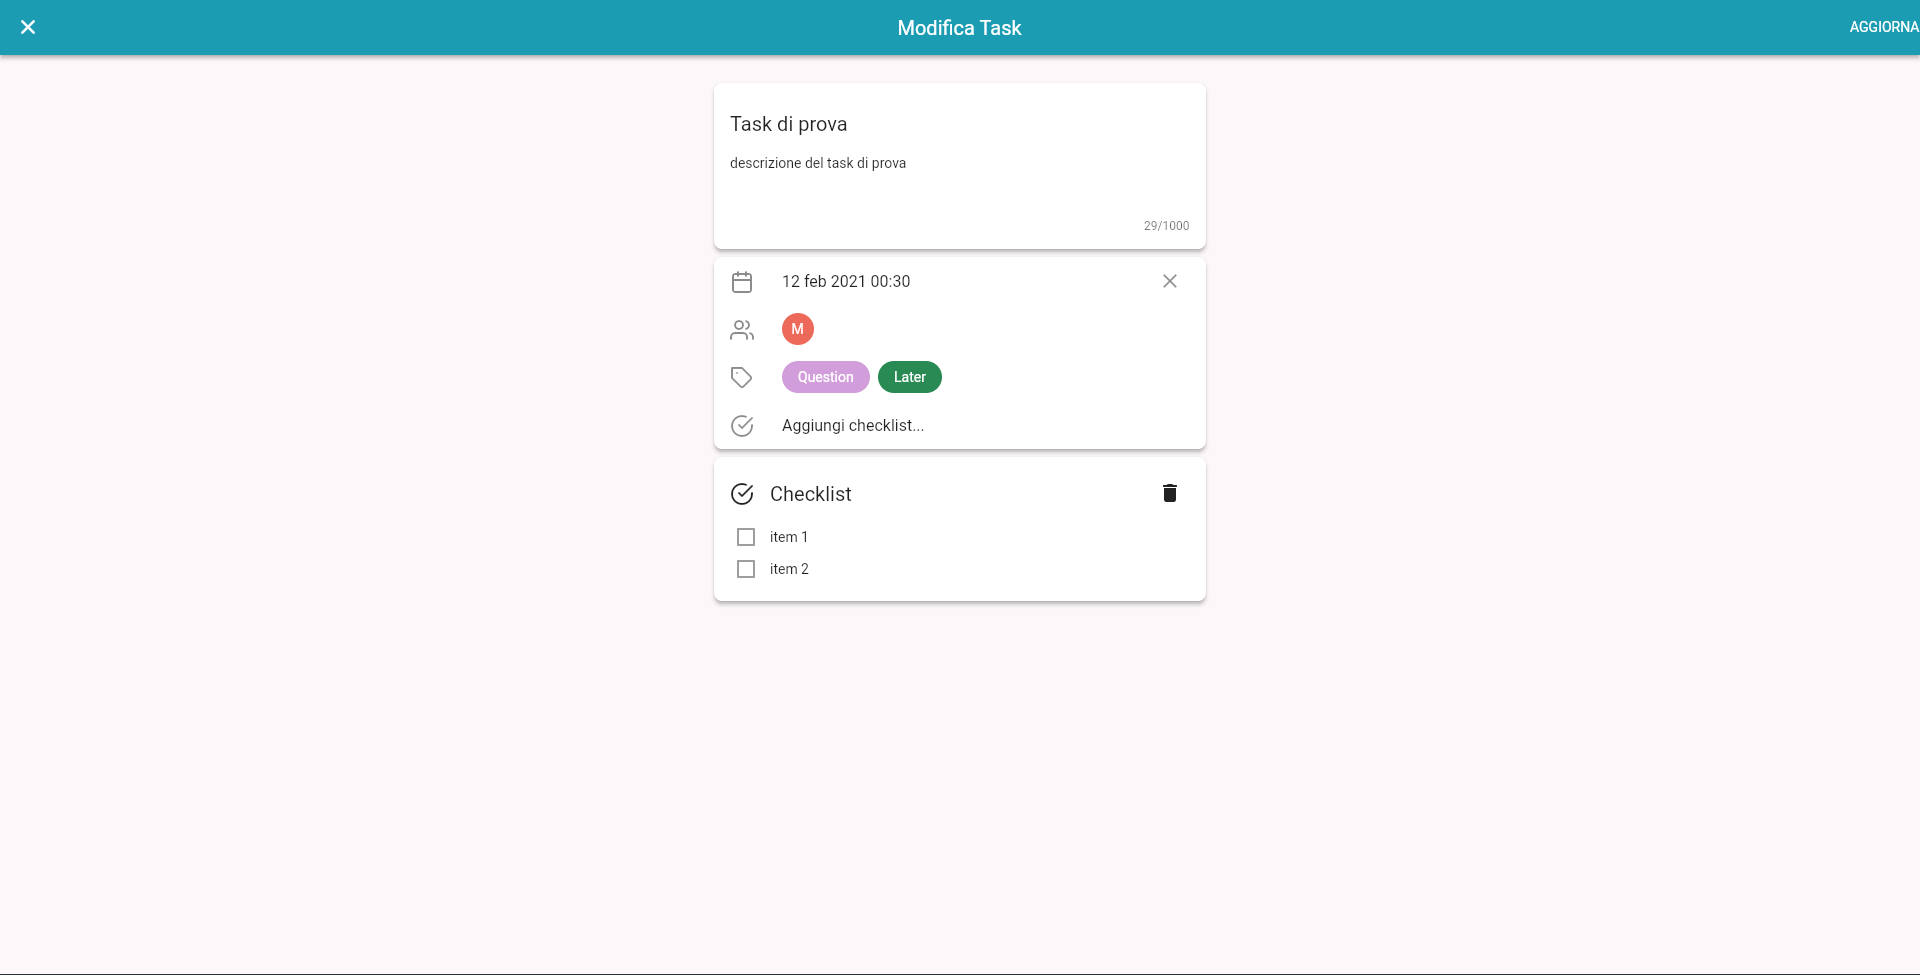 Modifica Task
AGGIORNA
Task di prova
descrizione del task di prova
29/1000
12 feb 2021 00:30
M
Question Later
Aggiungi checklist...
Checklist
item 1
item 2